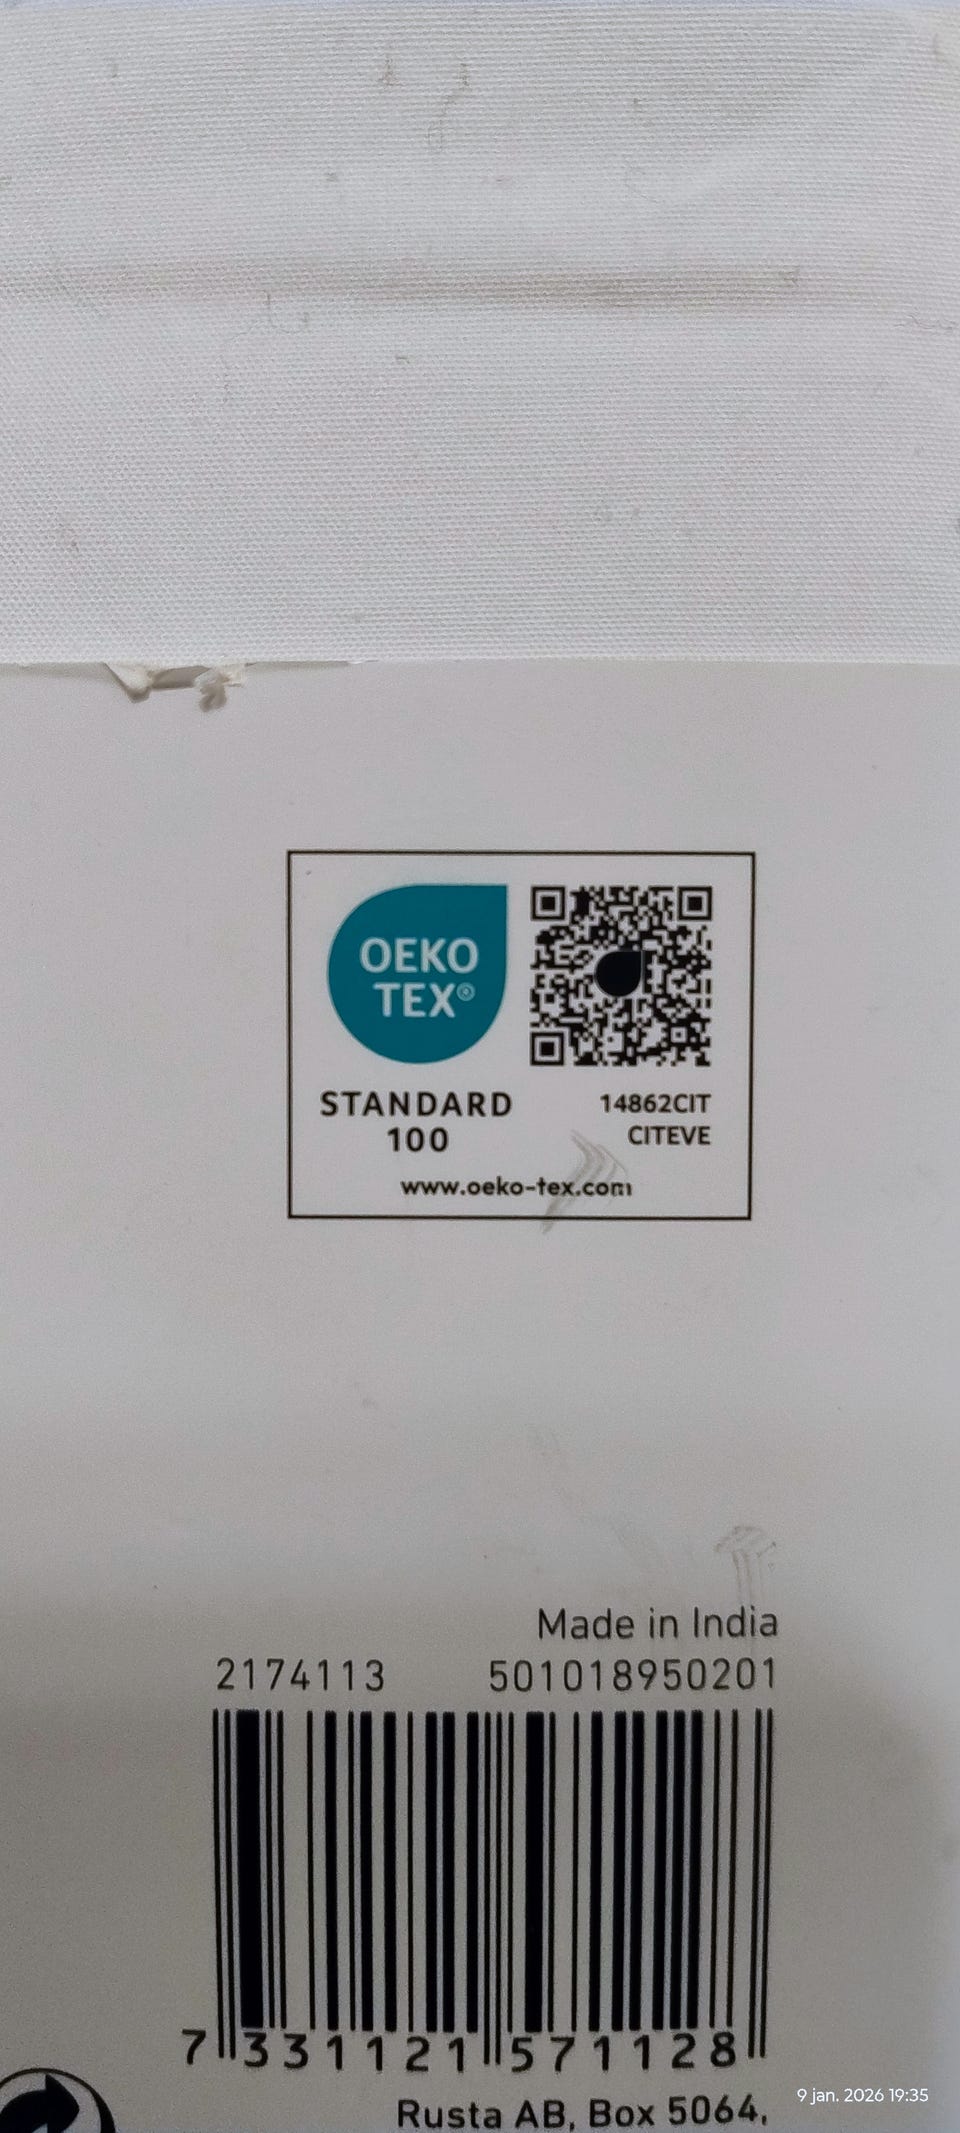 OEKO
TEX®
STANDARD
100
14862CIT
CITEVE
www.oeko-tex.com
Made in India
2174113 501018950201
7 331121 571128
Rusta AB, Box 5064,
9 jan. 2026 19:35